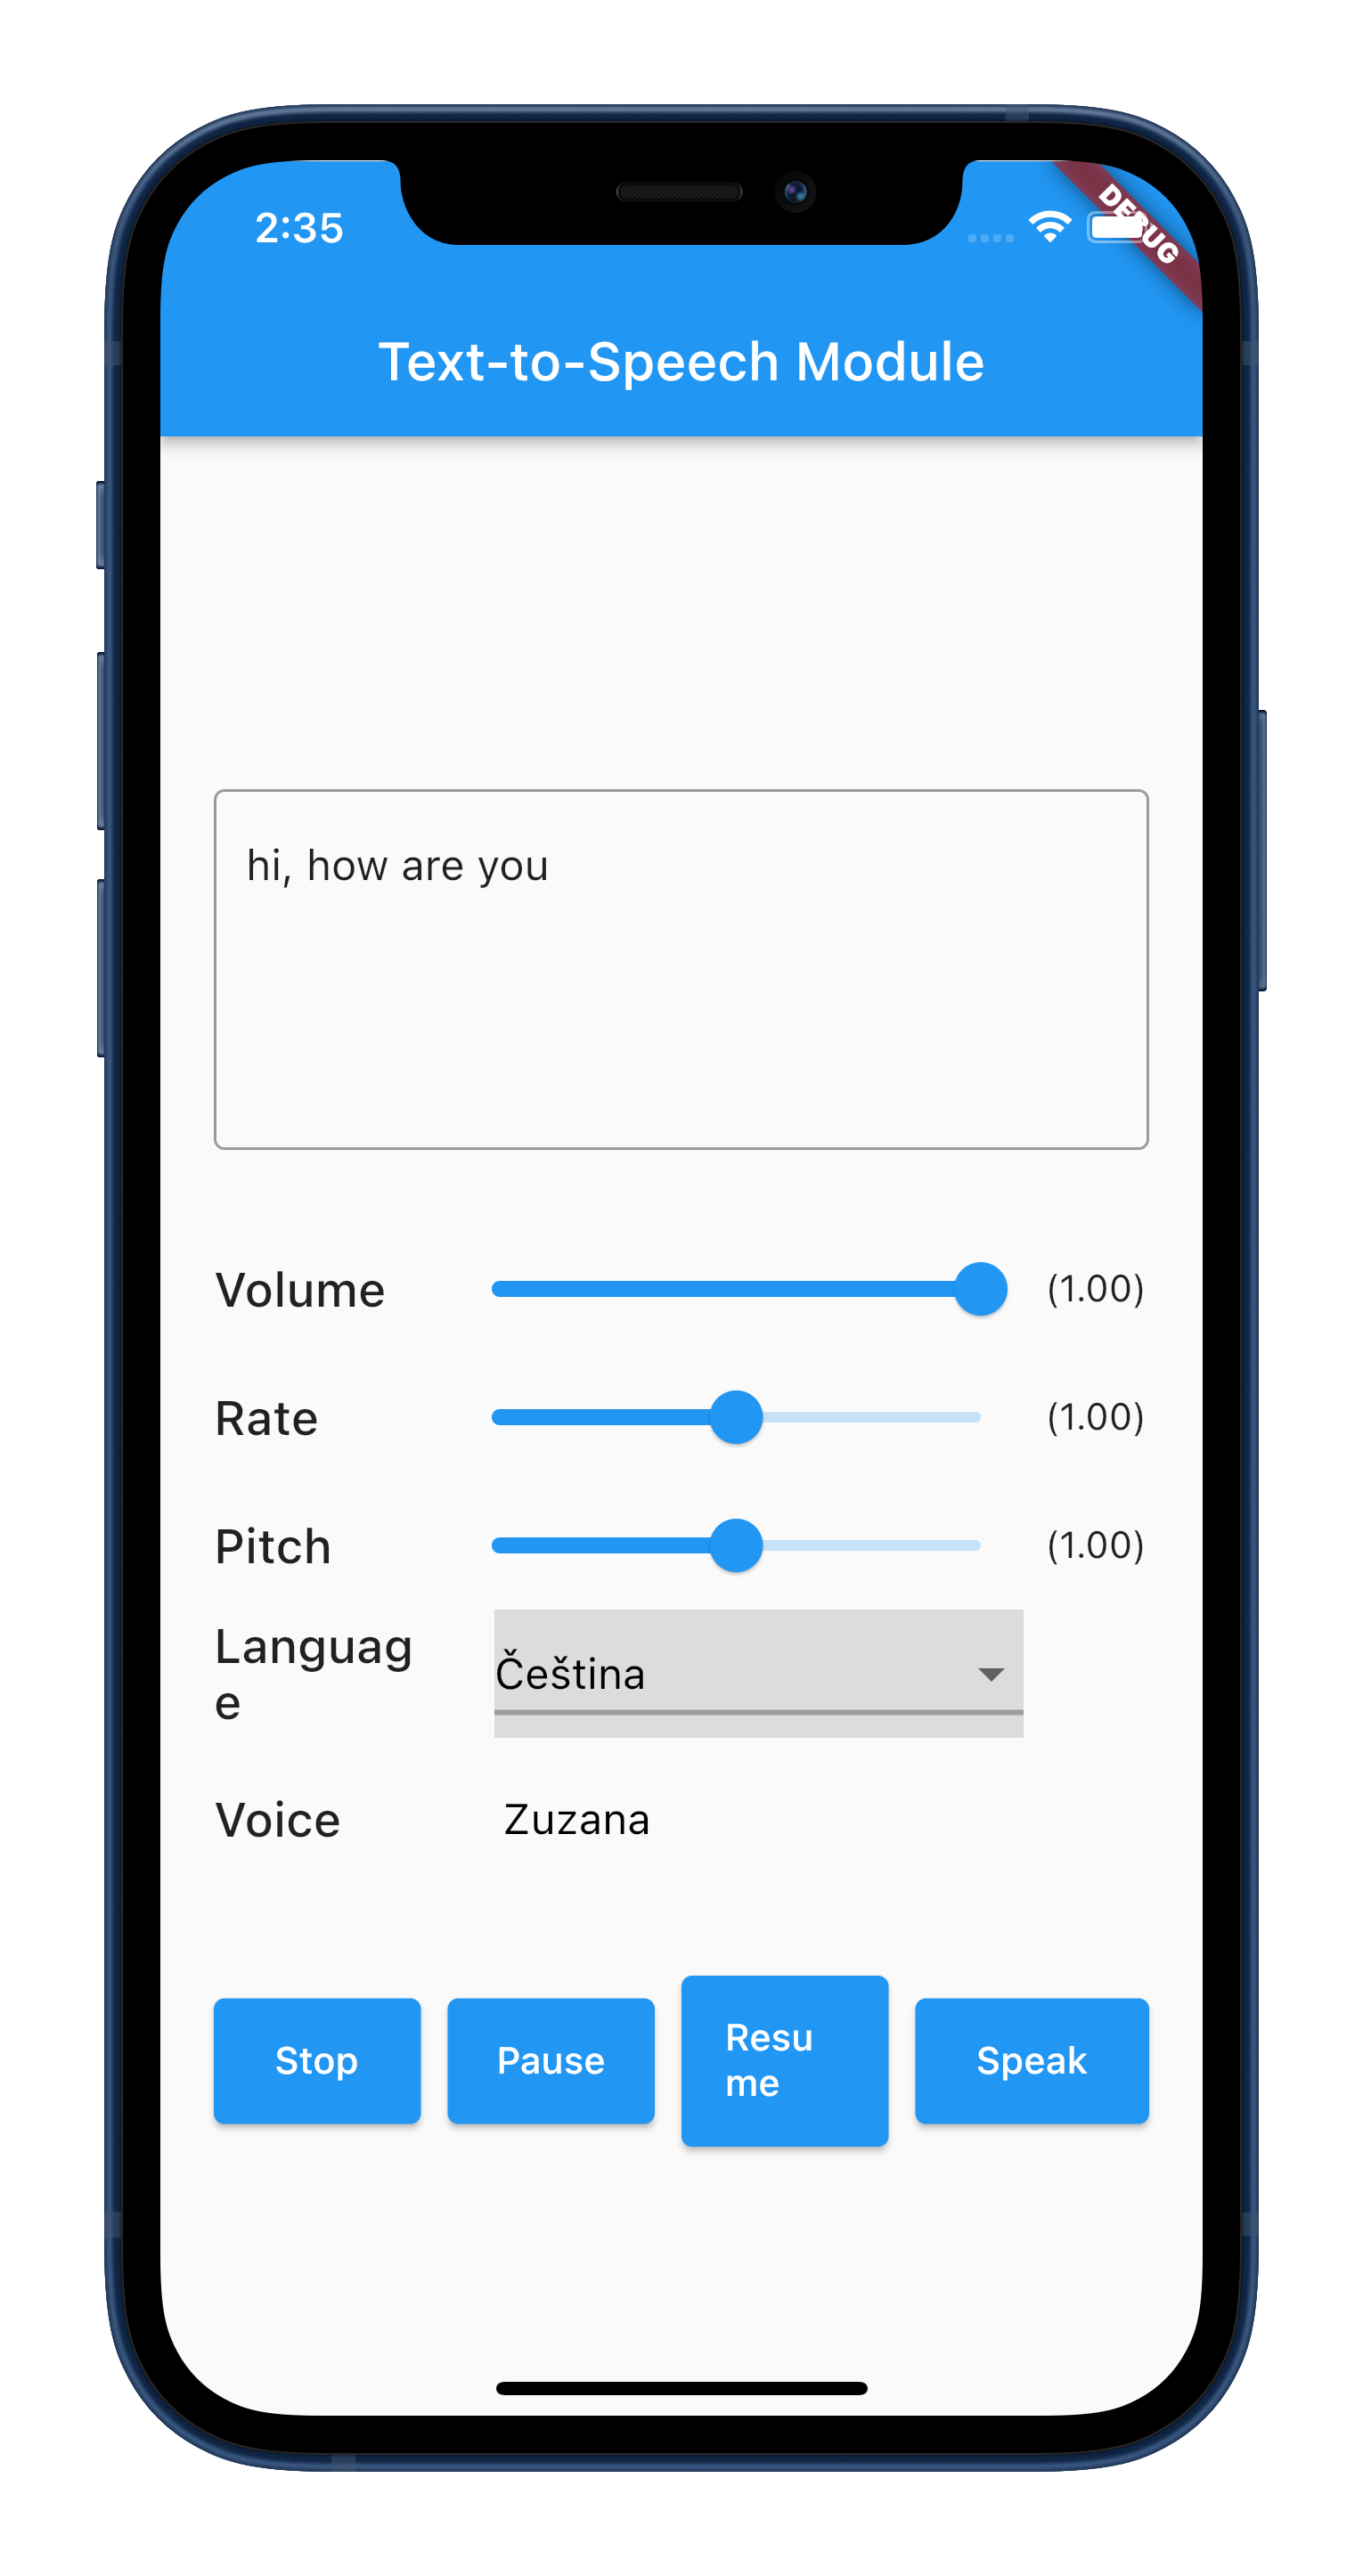 2:35
DEBUG
Text-to-Speech Module
hi, how are you
Volume (1.00)
Rate (1.00)
Pitch (1.00)
Languag
e
Čeština
Voice Zuzana
Stop Pause Resu
me Speak